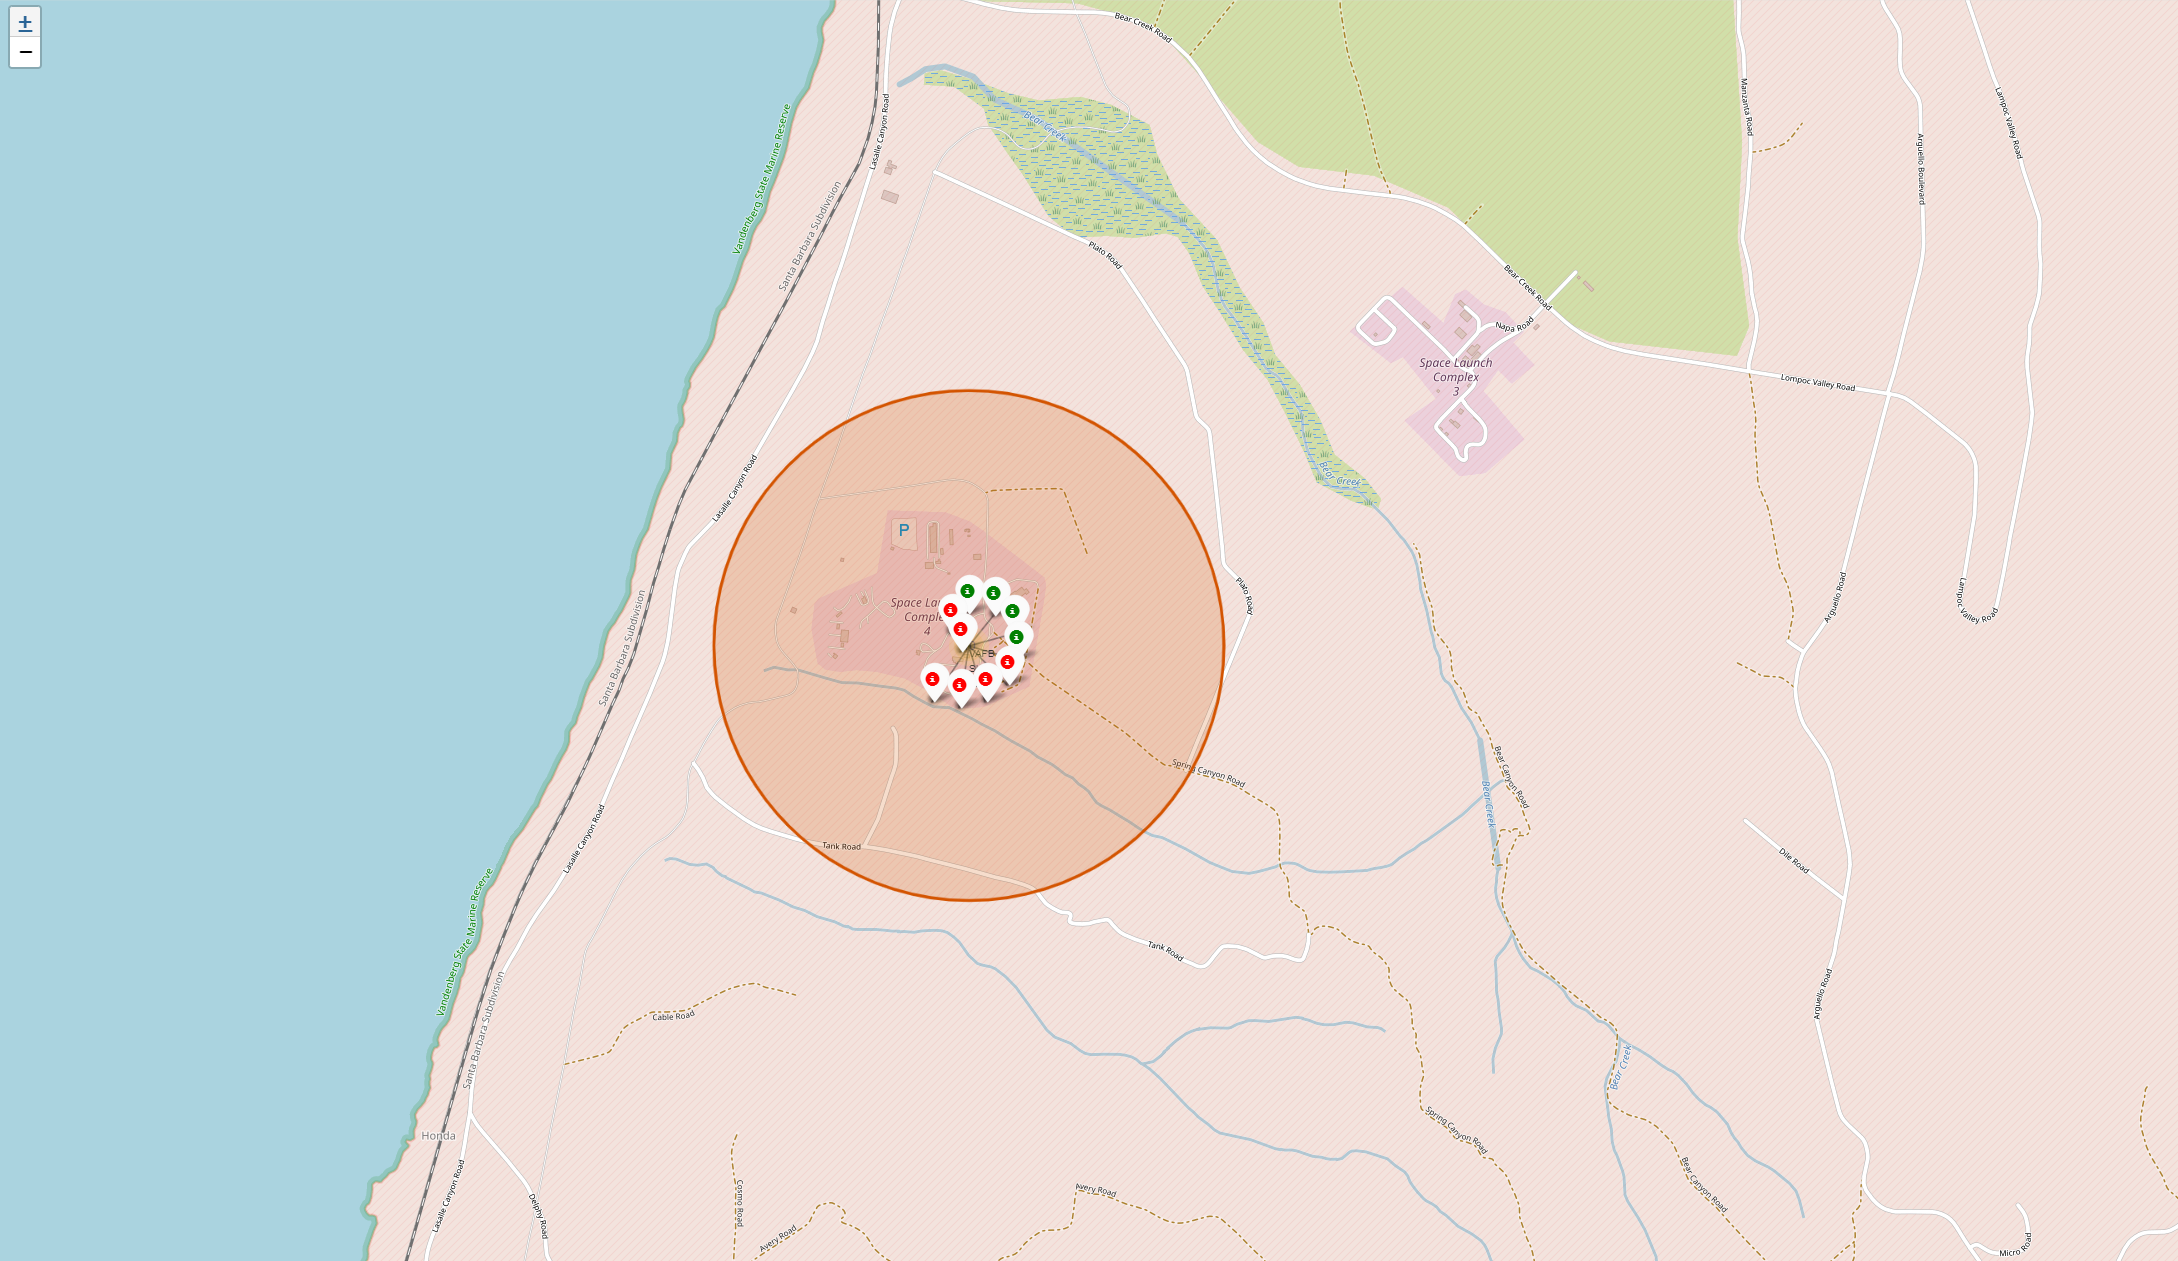 ±
−
Bear Creek Road
Lasalle Canyon Road
Vandenberg State Marine Reserve
Santa Barbara Subdivision
Bear Creek
Plato Road
Manzanita Road
Arguello Boulevard
Lampoc Valley Road
Bear Creek Road
Napa Road
Space Launch
Complex
3
Lompoc Valley Road
Bear Creek
Lasalle Canyon Road
P
Plato Road
Arguello Road
Lampoc Valley Road
Lampoc Valley Road
Space
4
Santa Barbara Subdivision
Spring Canyon Road
Bear Canyon Road
Bear Creek
Tank Road
Lasalle Canyon Road
Dile Road
Vandenberg State Marine Reserve
Tank Road
Santa Barbara Subdivision
Arguello Road
Cable Road
Bear Creek
Honda
Spring Canyon Road
Lasalle Canyon Road
Delphy Road
Cosmo Road
Avery Road
Avery Road
Bear Canyon Road
Micro Road